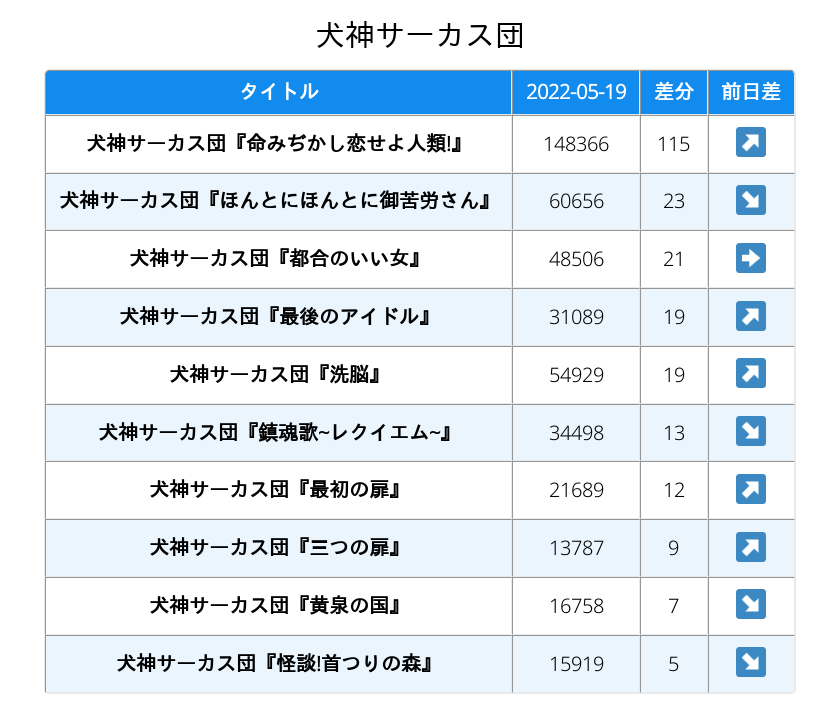 犬神サーカス団
タイトル 2022-05-19 差分 前日差
犬神サーカス団『命みぢかし恋せよ人類!』 148366 115 ↗
犬神サーカス団『ほんとにほんとに御苦労さん』 60656 23 ↘
犬神サーカス団『都合のいい女』 48506 21 ➡
犬神サーカス団『最後のアイドル』 31089 19 ↗
犬神サーカス団『洗脳』 54929 19 ↗
犬神サーカス団『鎮魂歌~レクイエム~』 34498 13 ↘
犬神サーカス団『最初の扉』 21689 12 ↗
犬神サーカス団『三つの扉』 13787 9 ↗
犬神サーカス団『黄泉の国』 16758 7 ↘
犬神サーカス団『怪談!首つりの森』 15919 5 ↘